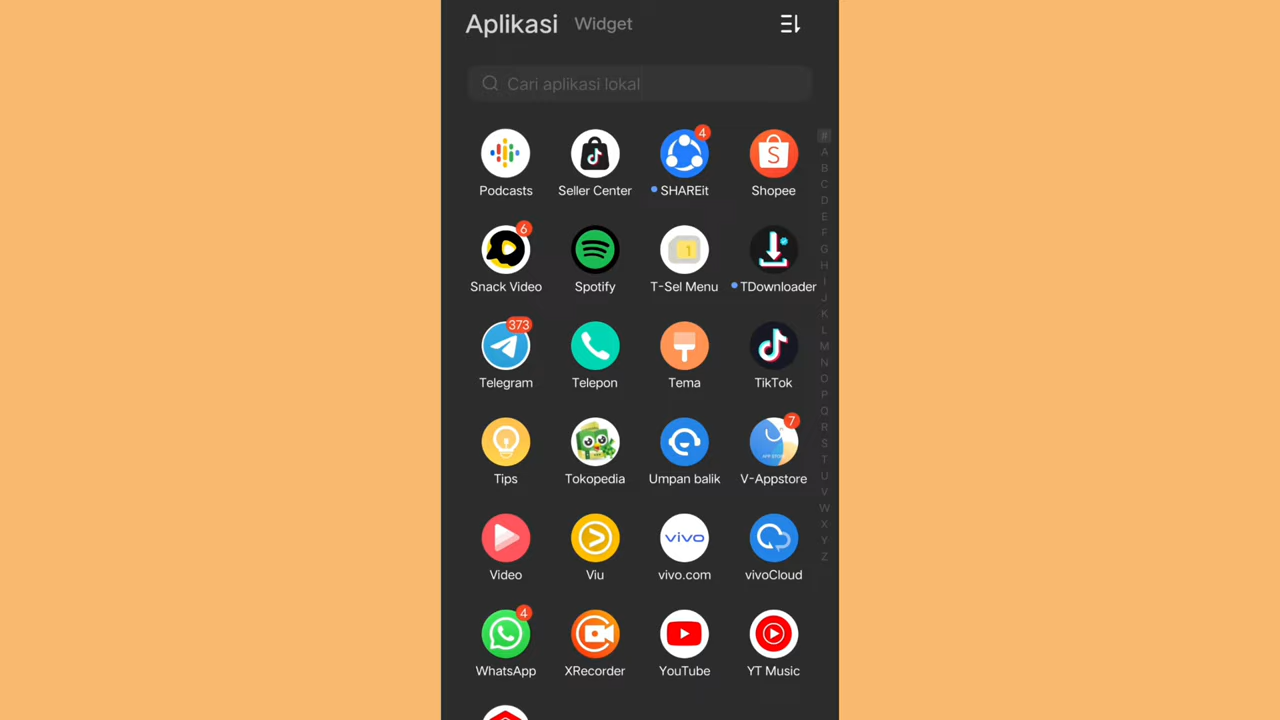 Aplikasi Widget
Cari aplikasi lokal
#
A
B
C
D
E
F
G
H
I
J
K
L
M
N
O
P
Q
R
S
T
U
V
W
X
Y
Z
4
Podcasts Seller Center SHAREit Shopee
6
1
Snack Video Spotify T-Sel Menu TDownloader
373
Telegram Telepon Tema TikTok
7
Tips Tokopedia Umpan balik V-Appstore
vivo
Video Viu vivo.com vivoCloud
4
WhatsApp XRecorder YouTube YT Music